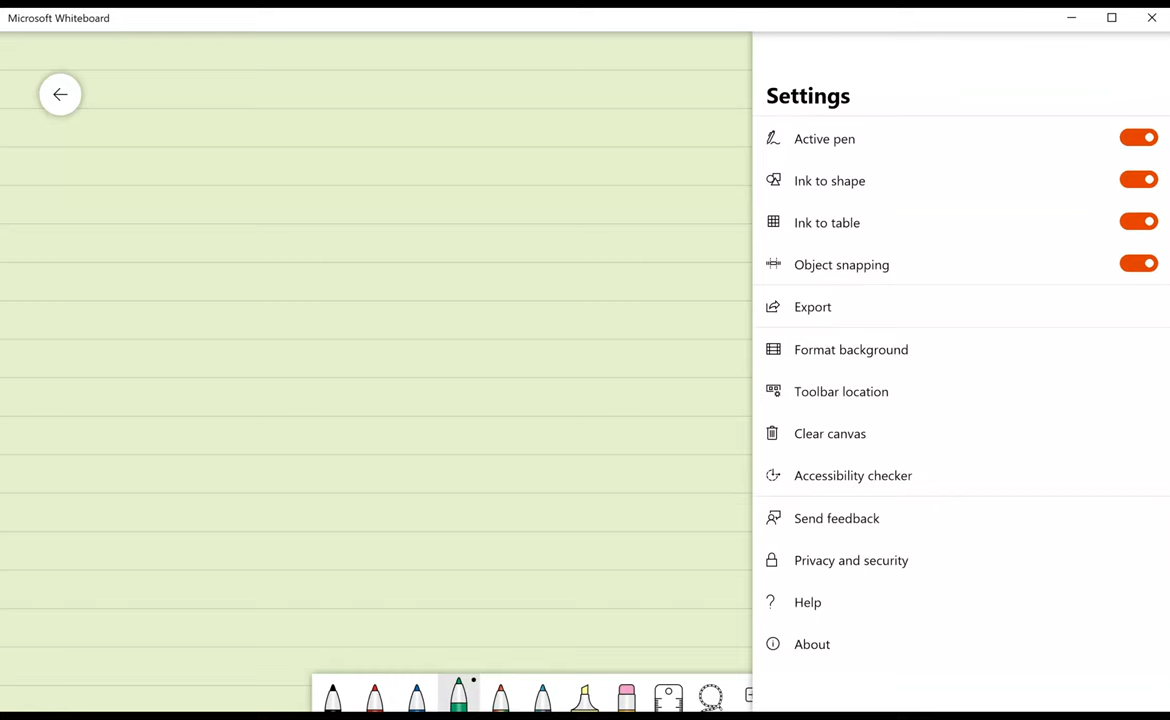 Microsoft Whiteboard
Settings
Active pen
Ink to shape
Ink to table
Object snapping
Export
Format background
Toolbar location
Clear canvas
Accessibility checker
Send feedback
Privacy and security
Help
About